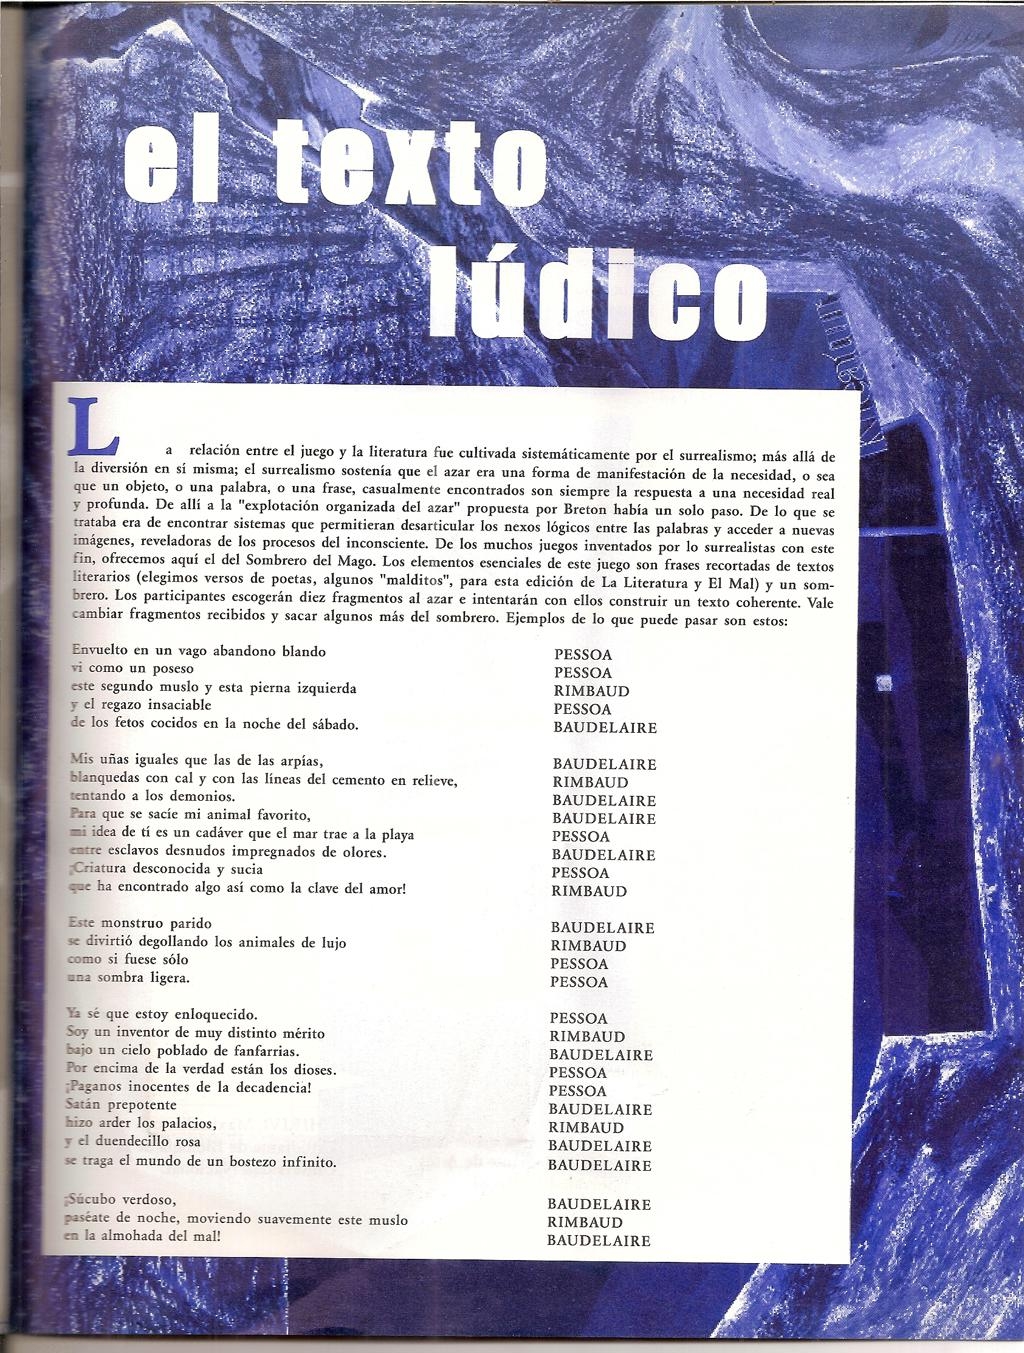 el texto
lúdico
La relación entre el juego y la literatura fue cultivada sistemáticamente por el surrealismo; más allá de
la diversión en sí misma; el surrealismo sostenía que el azar era una forma de manifestación de la necesidad, o sea
que un objeto, o una palabra, o una frase, casualmente encontrados son siempre la respuesta a una necesidad real
y profunda. De allí a la "explotación organizada del azar" propuesta por Breton había un solo paso. De lo que se
trataba era de encontrar sistemas que permitieran desarticular los nexos lógicos entre las palabras y acceder a nuevas
imágenes, reveladoras de los procesos del inconsciente. De los muchos juegos inventados por lo surrealistas con este
fin, ofrecemos aquí el del Sombrero del Mago. Los elementos esenciales de este juego son frases recortadas de textos
literarios (elegimos versos de poetas, algunos "malditos", para esta edición de La Literatura y El Mal) y un som-
brero. Los participantes escogerán diez fragmentos al azar e intentarán con ellos construir un texto coherente. Vale
cambiar fragmentos recibidos y sacar algunos más del sombrero. Ejemplos de lo que puede pasar son estos:
Envuelto en un vago abandono blando PESSOA
vi como un poseso PESSOA
este segundo muslo y esta pierna izquierda RIMBAUD
y el regazo insaciable PESSOA
de los fetos cocidos en la noche del sábado. BAUDELAIRE
Mis uñas iguales que las de las arpías, BAUDELAIRE
blanquedas con cal y con las líneas del cemento en relieve, RIMBAUD
tentando a los demonios. BAUDELAIRE
Para que se sacíe mi animal favorito, BAUDELAIRE
mi idea de tí es un cadáver que el mar trae a la playa PESSOA
entre esclavos desnudos impregnados de olores. BAUDELAIRE
¡Criatura desconocida y sucia PESSOA
que ha encontrado algo así como la clave del amor! RIMBAUD
Este monstruo parido BAUDELAIRE
se divirtió degollando los animales de lujo RIMBAUD
como si fuese sólo PESSOA
una sombra ligera. PESSOA
Ya sé que estoy enloquecido. PESSOA
Soy un inventor de muy distinto mérito RIMBAUD
bajo un cielo poblado de fanfarrias. BAUDELAIRE
Por encima de la verdad están los dioses. PESSOA
¡Paganos inocentes de la decadencia! PESSOA
Satán prepotente BAUDELAIRE
hizo arder los palacios, RIMBAUD
y el duendecillo rosa BAUDELAIRE
se traga el mundo de un bostezo infinito. BAUDELAIRE
¡Súcubo verdoso, BAUDELAIRE
paséate de noche, moviendo suavemente este muslo RIMBAUD
en la almohada del mal! BAUDELAIRE